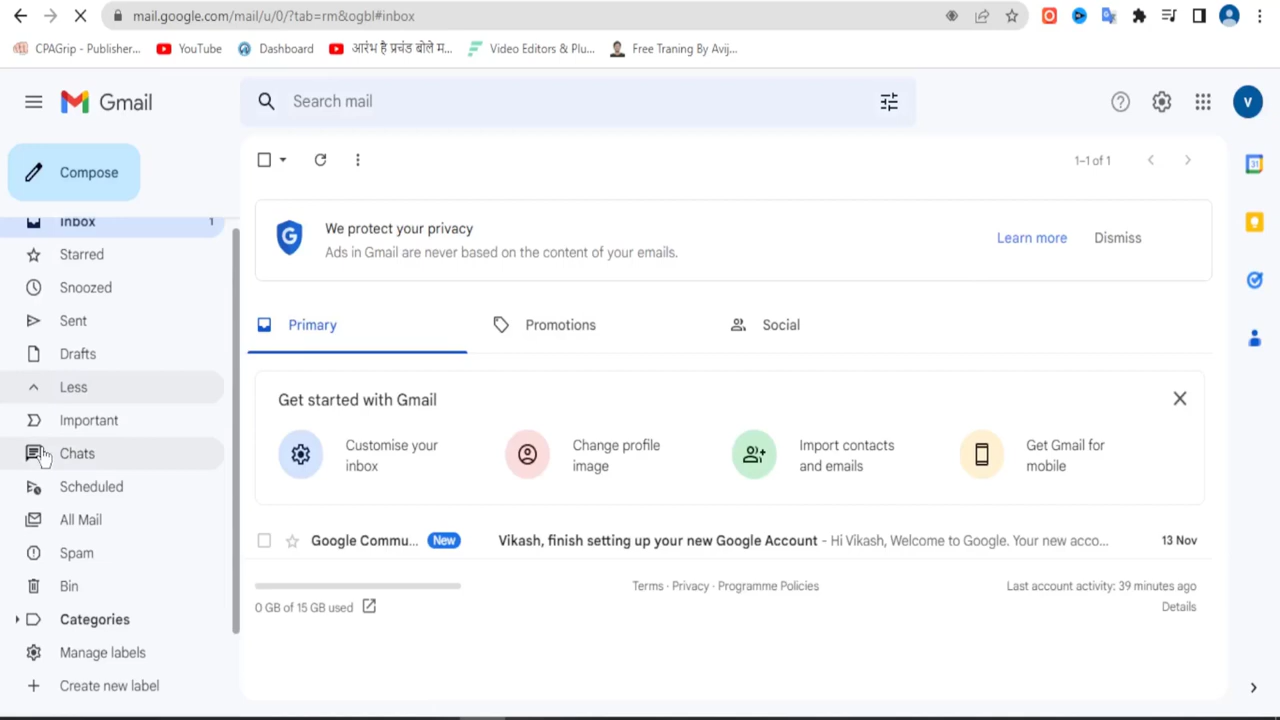 mail.google.com/mail/u/0/?tab=rm&ogbl#inbox
CPAGrip - Publisher...
YouTube
Dashboard
आरंभ है प्रचंड बोले म...
Video Editors & Plu...
Free Traning By Avij...
Gmail
Search mail
V
Compose
1–1 of 1
Inbox 1
Starred
Snoozed
Sent
Drafts
Less
Important
Chats
Scheduled
All Mail
Spam
Bin
Categories
Manage labels
Create new label
We protect your privacy
Ads in Gmail are never based on the content of your emails.
Learn more
Dismiss
31
Primary
Promotions
Social
Get started with Gmail
Customise your
inbox
Change profile
image
Import contacts
and emails
Get Gmail for
mobile
Google Commu... New Vikash, finish setting up your new Google Account - Hi Vikash, Welcome to Google. Your new acco... 13 Nov
0 GB of 15 GB used
Terms · Privacy · Programme Policies
Last account activity: 39 minutes ago
Details